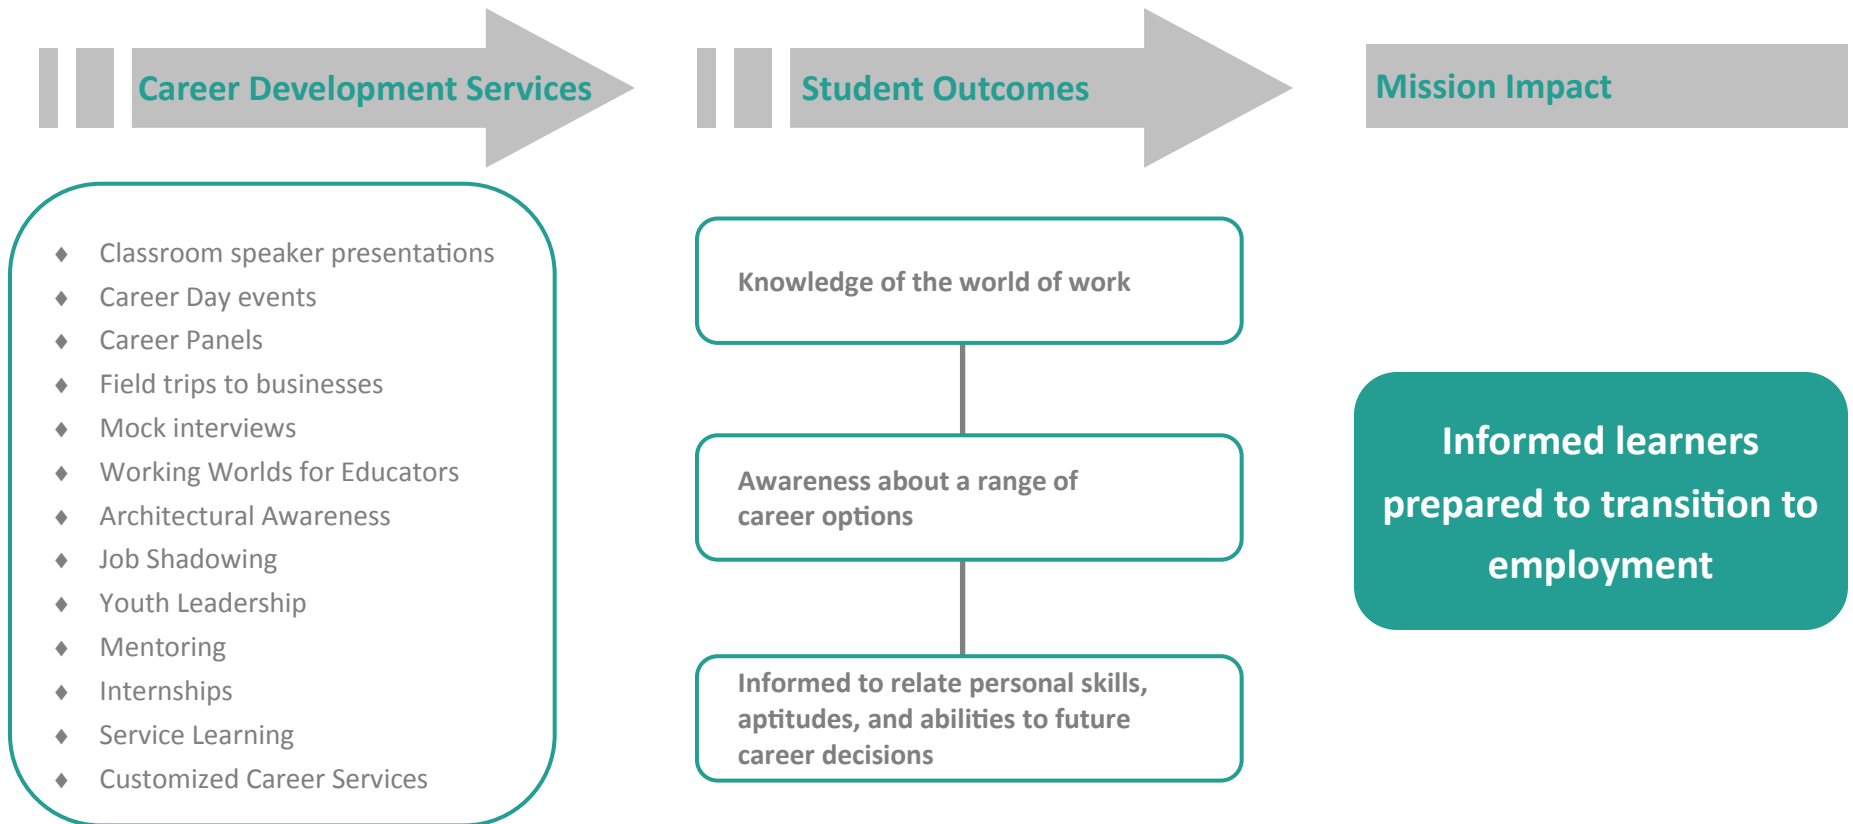 Career Development Services
Student Outcomes
Mission Impact
♦ Classroom speaker presentations
♦ Career Day events
♦ Career Panels
♦ Field trips to businesses
♦ Mock interviews
♦ Working Worlds for Educators
♦ Architectural Awareness
♦ Job Shadowing
♦ Youth Leadership
♦ Mentoring
♦ Internships
♦ Service Learning
♦ Customized Career Services
Knowledge of the world of work
Awareness about a range of
career options
Informed to relate personal skills,
aptitudes, and abilities to future
career decisions
Informed learners
prepared to transition to
employment